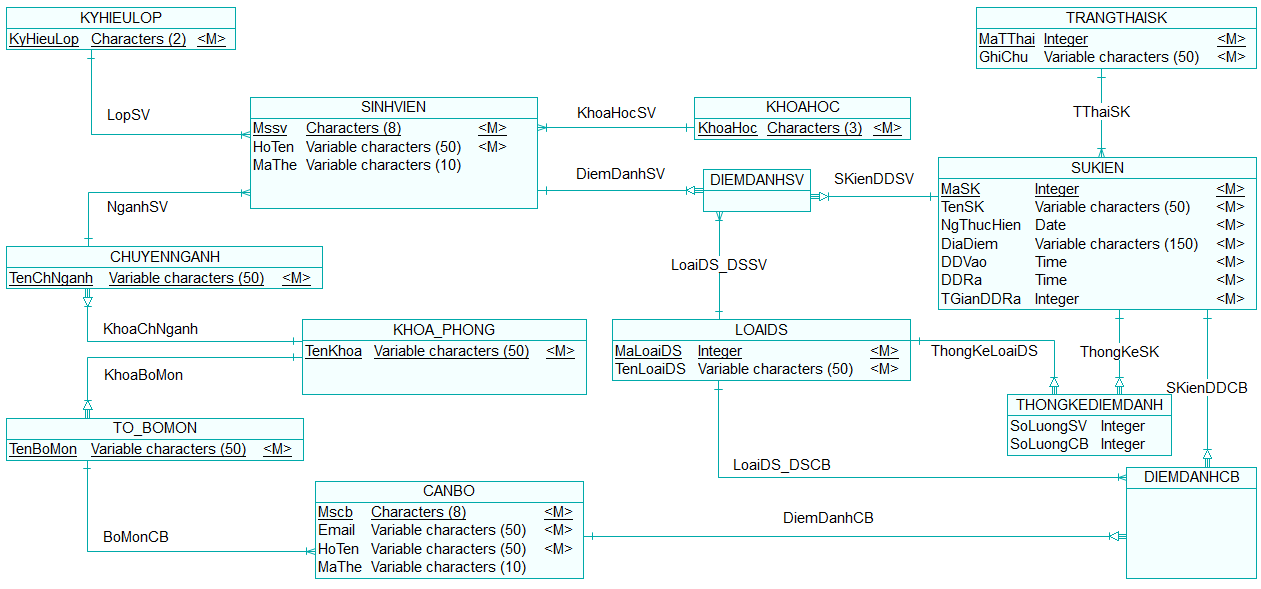 KYHIEULOP
KyHieuLop Characters (2) <M>
TRANGTHAISK
MaTThai Integer <M>
GhiChu Variable characters (50) <M>
LopSV
SINHVIEN
Mssv Characters (8) <M>
HoTen Variable characters (50) <M>
MaThe Variable characters (10)
KhoaHocSV
KHOAHOC
KhoaHoc Characters (3) <M>
TThaiSK
DiemDanhSV
DIEMDANHSV
SKienDDSV
SUKIEN
MaSK Integer <M>
TenSK Variable characters (50) <M>
NgThucHien Date <M>
DiaDiem Variable characters (150) <M>
DDVao Time <M>
DDRa Time <M>
TGianDDRa Integer <M>
NganhSV
CHUYENNGANH
TenChNganh Variable characters (50) <M>
LoaiDS_DSSV
KhoaChNganh
KHOA_PHONG
TenKhoa Variable characters (50) <M>
LOAIDS
MaLoaiDS Integer <M>
TenLoaiDS Variable characters (50) <M>
ThongKeLoaiDS
ThongKeSK
SKienDDCB
KhoaBoMon
THONGKEDIEMDANH
SoLuongSV Integer
SoLuongCB Integer
TO_BOMON
TenBoMon Variable characters (50) <M>
LoaiDS_DSCB
DIEMDANHCB
CANBO
Mscb Characters (8) <M>
Email Variable characters (50) <M>
HoTen Variable characters (50) <M>
MaThe Variable characters (10)
DiemDanhCB
BoMonCB